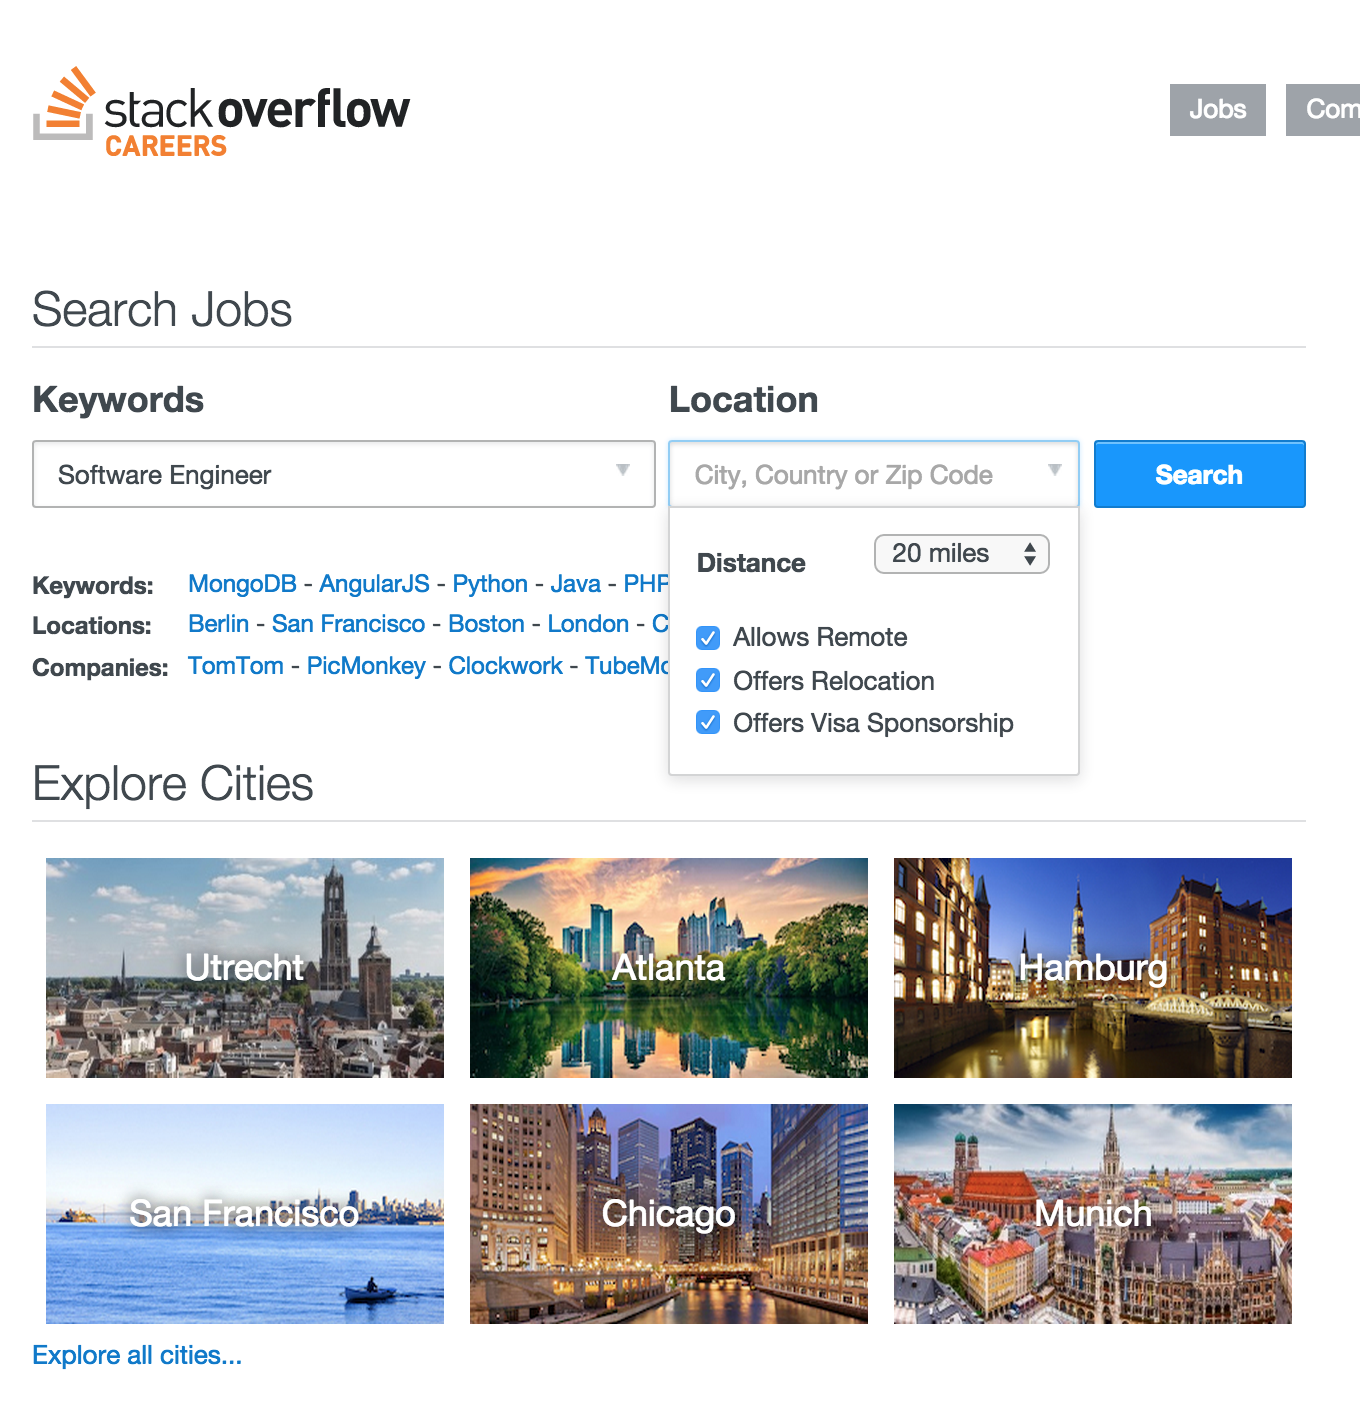 stackoverflow
CAREERS
Jobs
Search Jobs
Keywords
Location
Software Engineer
City, Country or Zip Code
Search
Distance
20 miles
Keywords: MongoDB - AngularJS - Python - Java - PHP
Locations: Berlin - San Francisco - Boston - London -
Companies: TomTom - PicMonkey - Clockwork -
Allows Remote
Offers Relocation
Offers Visa Sponsorship
Explore Cities
Utrecht
Atlanta
Hamburg
San Francisco
Chicago
Munich
Explore all cities...